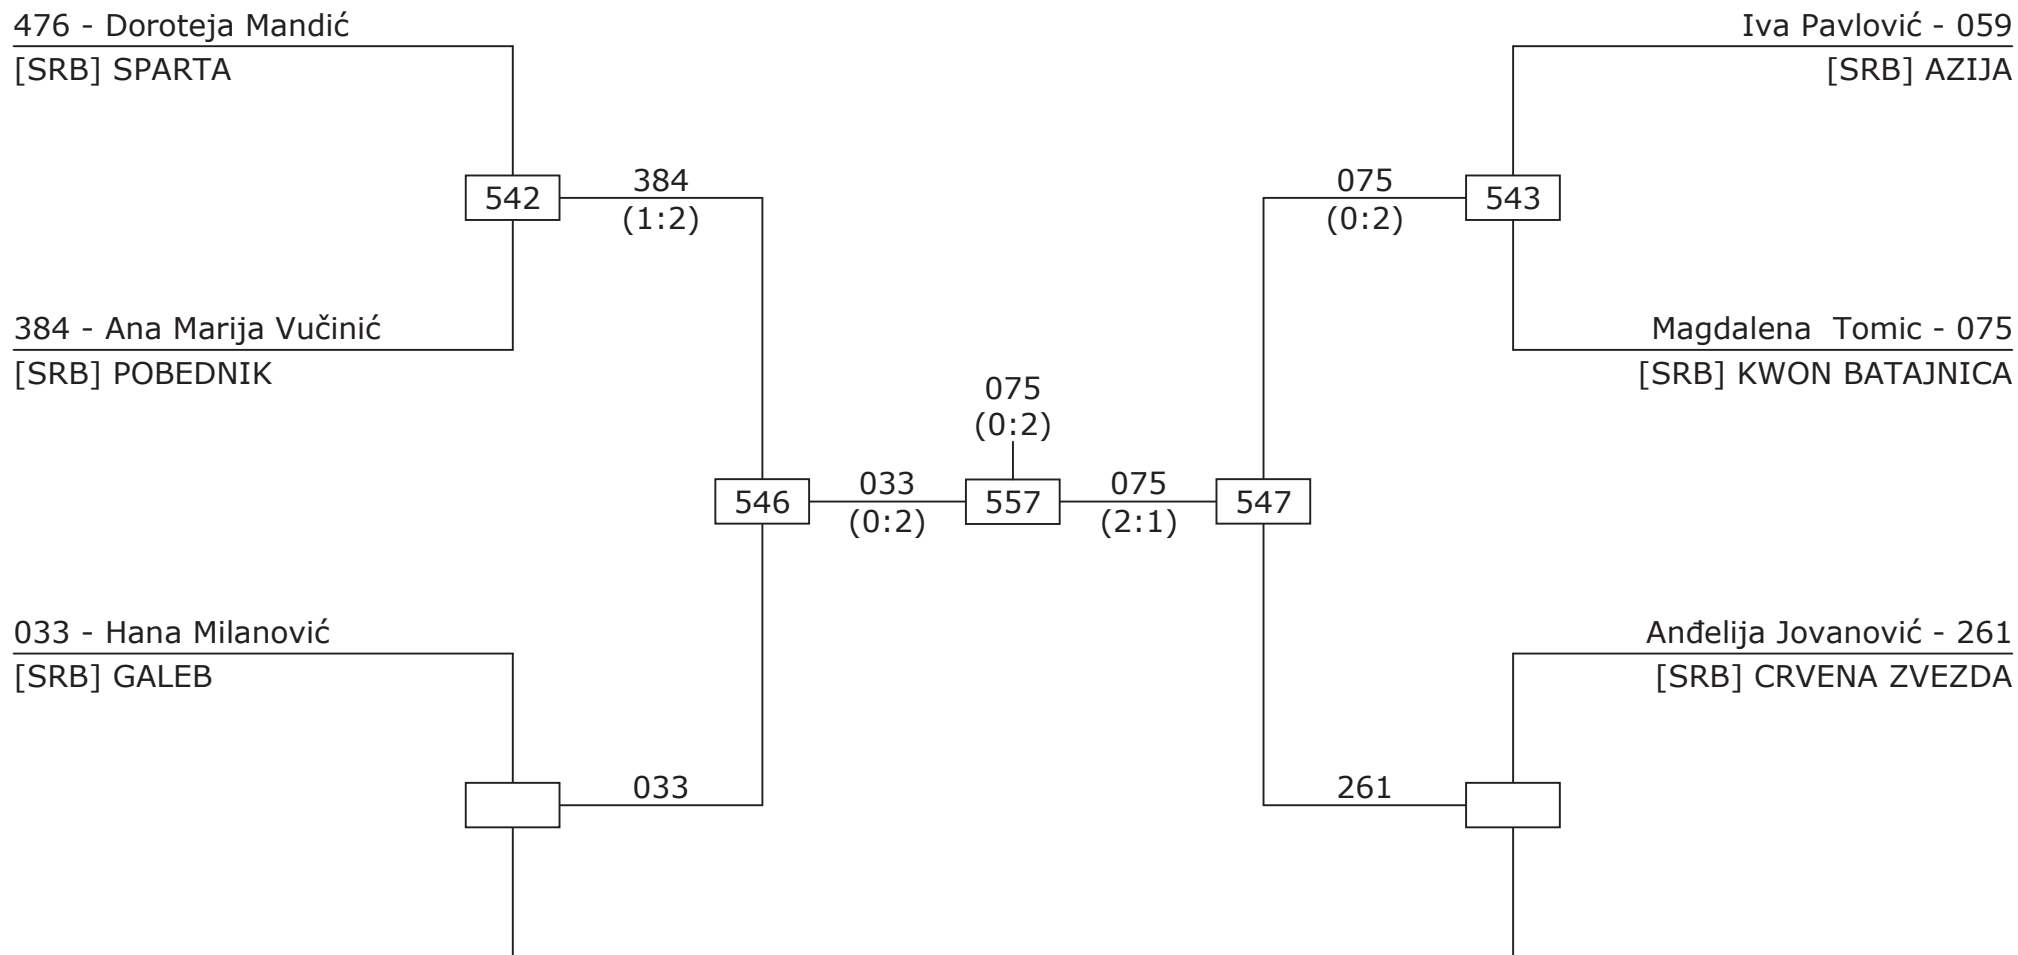 476 - Doroteja Mandić
[SRB] SPARTA
Iva Pavlović - 059
[SRB] AZIJA
542
384
(1:2)
075
(0:2)
543
384 - Ana Marija Vučinić
[SRB] POBEDNIK
Magdalena  Tomic - 075
[SRB] KWON BATAJNICA
075
(0:2)
546
033
(0:2)
557
075
(2:1)
547
033 - Hana Milanović
[SRB] GALEB
Anđelija Jovanović - 261
[SRB] CRVENA ZVEZDA
033
261